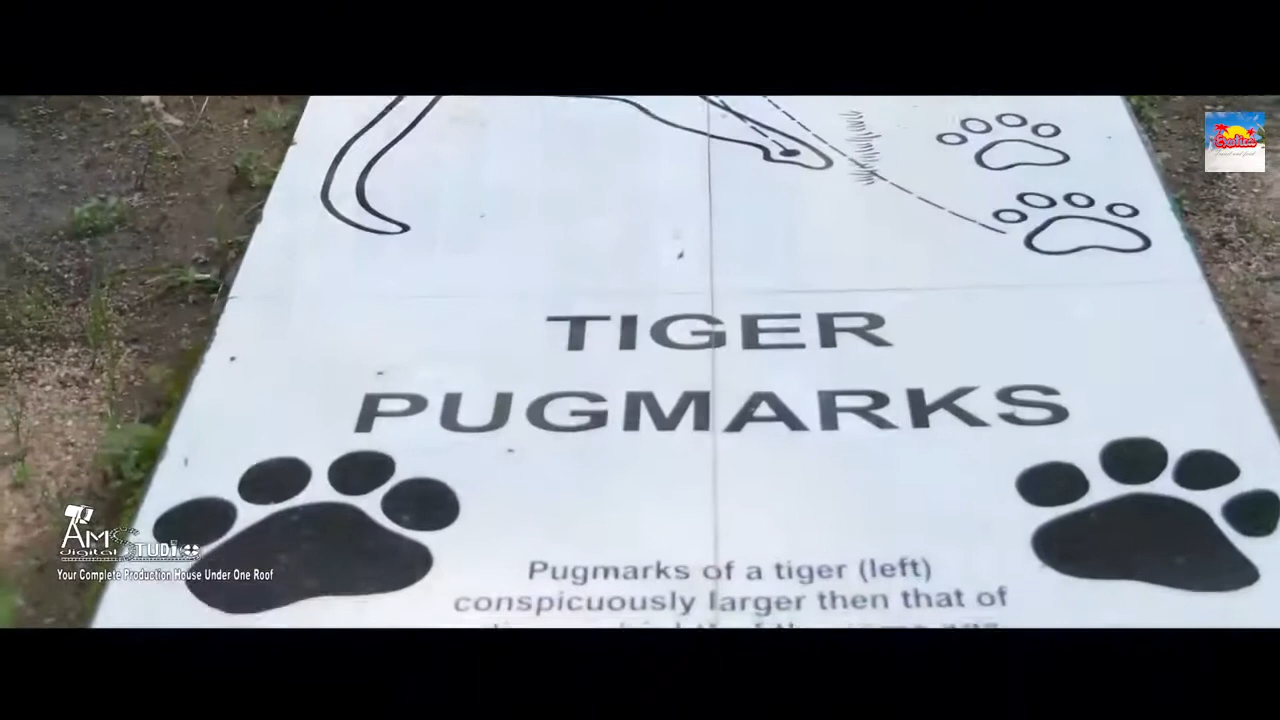 Exotica
TIGER
PUGMARKS
AMS
digital STUDIO
Your Complete Production House Under One Roof
Pugmarks of a tiger (left)
conspicuously larger then that of